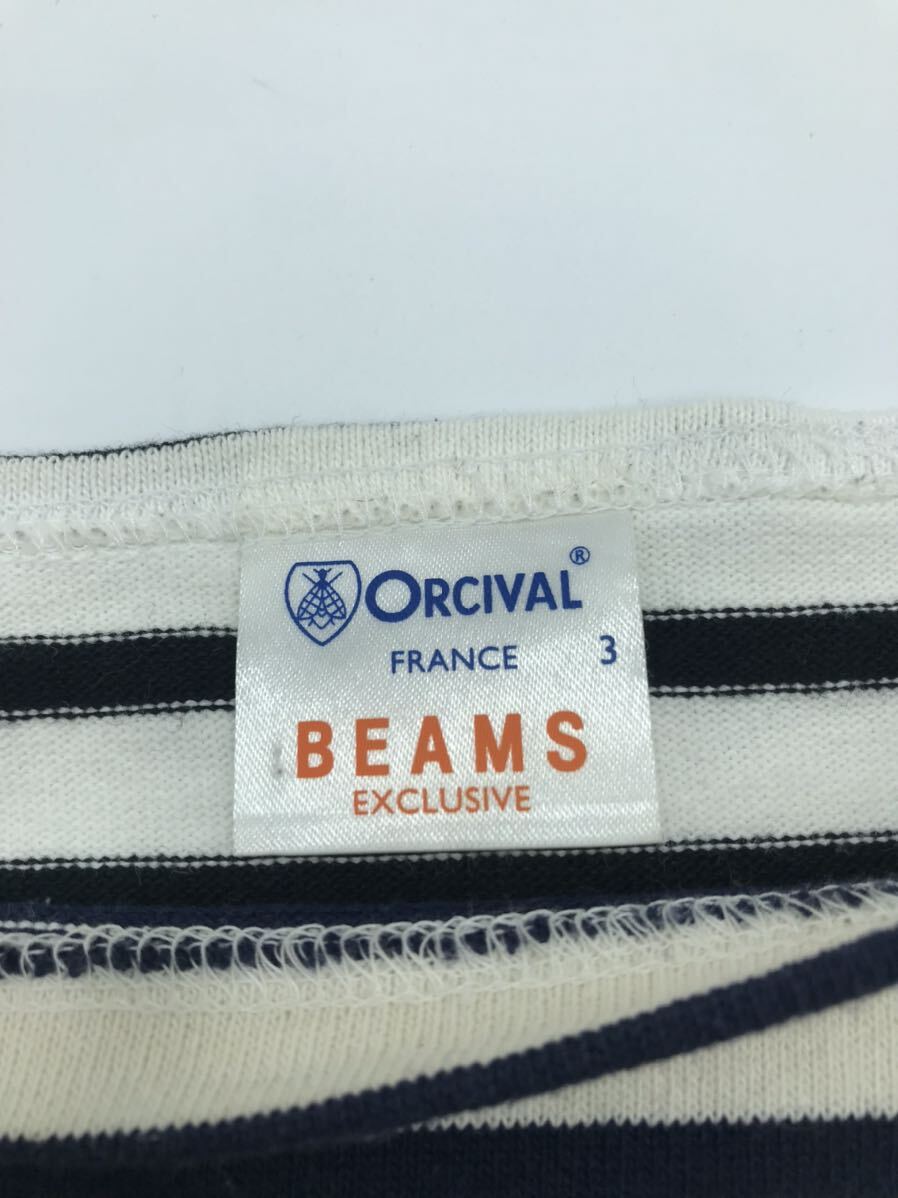 ORCIVAL®
FRANCE 3
BEAMS
EXCLUSIVE